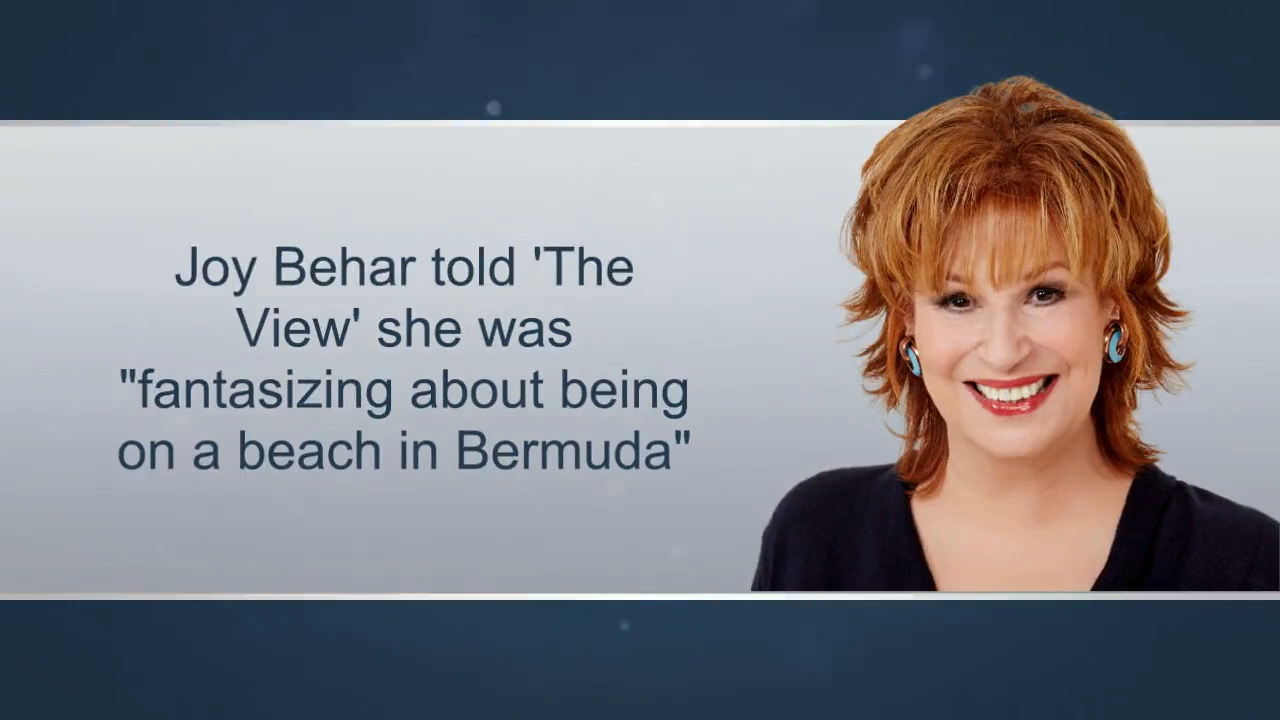 Joy Behar told 'The
View' she was
"fantasizing about being
on a beach in Bermuda"